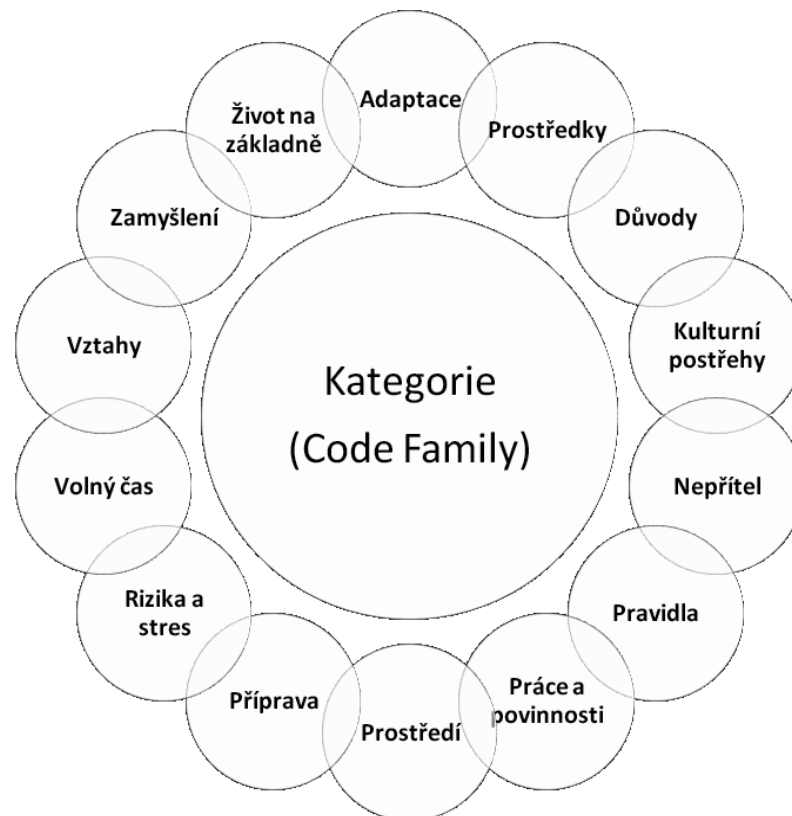 Adaptace
Prostředky
Důvody
Kulturní
postřehy
Nepřítel
Pravidla
Práce a
povinnosti
Prostředí
Příprava
Rizika a
stres
Volný čas
Vztahy
Zamyšlení
Život na
základně
Kategorie
(Code Family)